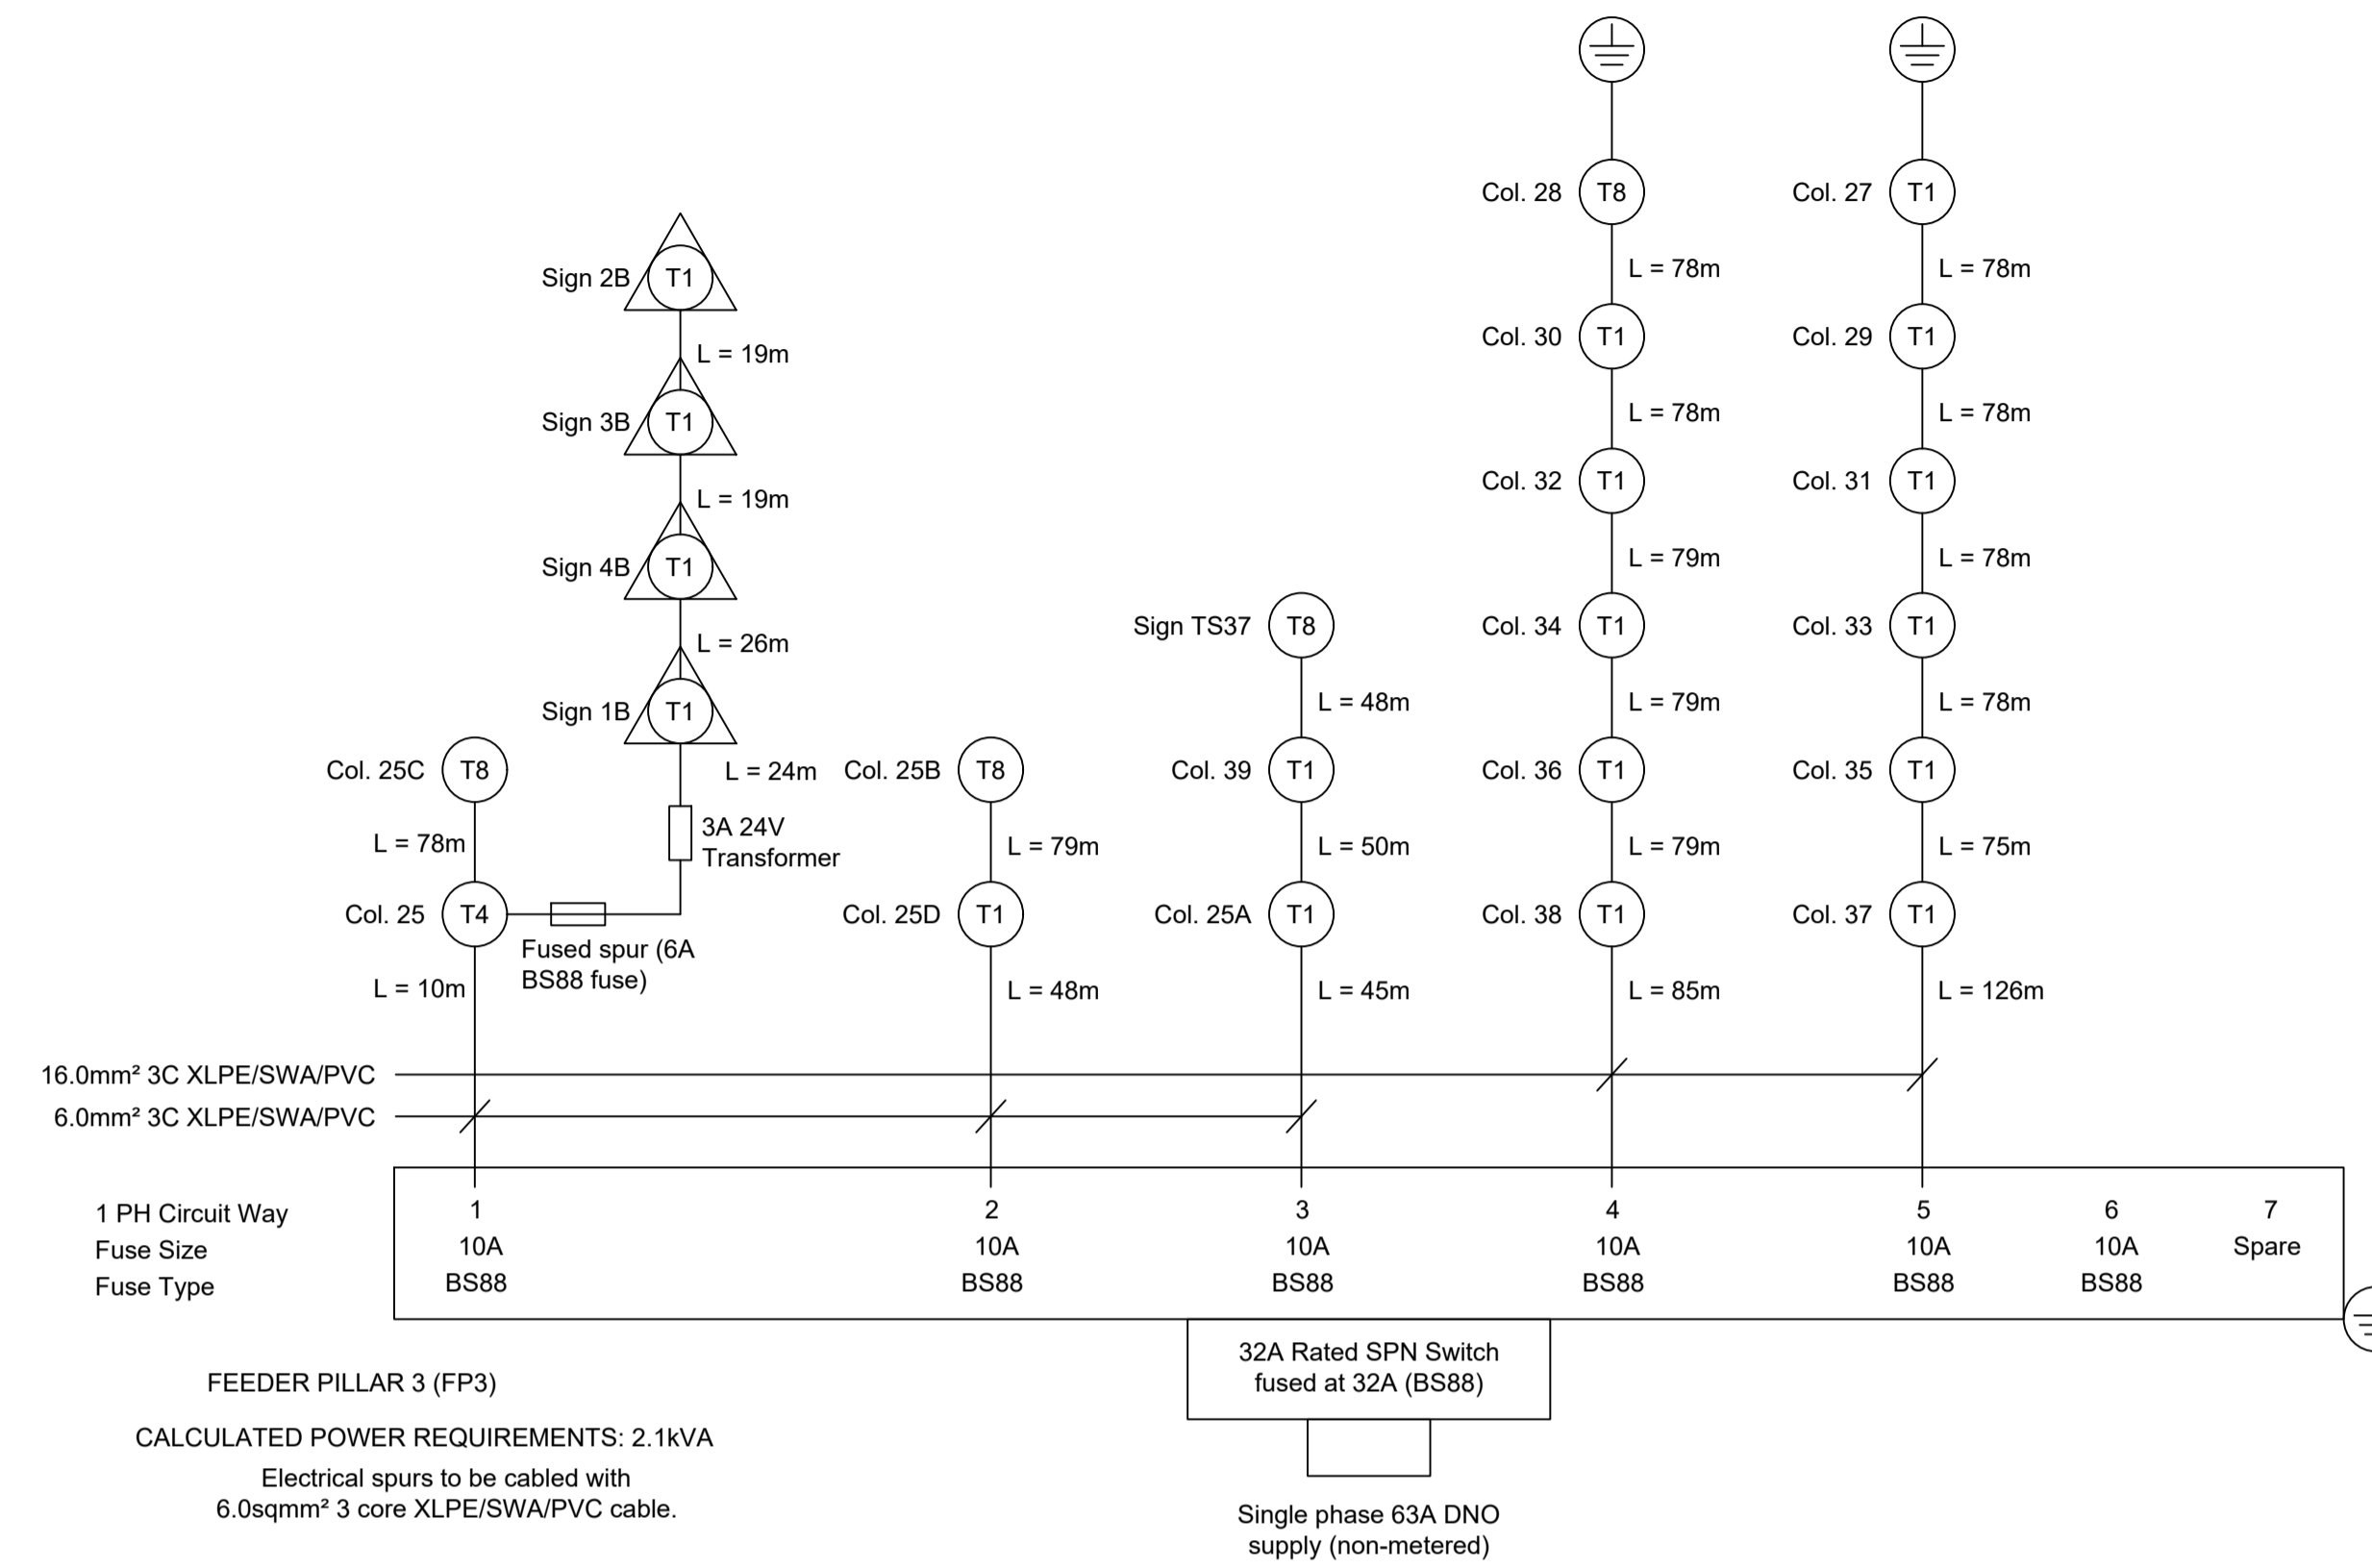 Col. 28
T8
Col. 27
T1
L = 78m
L = 78m
Sign 2B
T1
Col. 30
T1
Col. 29
T1
L = 19m
L = 78m
L = 78m
Sign 3B
T1
Col. 32
T1
Col. 31
T1
L = 19m
L = 79m
L = 78m
Sign 4B
T1
Sign TS37
T8
Col. 34
T1
Col. 33
T1
L = 26m
L = 48m
L = 79m
L = 78m
Sign 1B
T1
Col. 25C
T8
L = 24m
Col. 25B
T8
Col. 39
T1
Col. 36
T1
Col. 35
T1
L = 78m
3A 24V
Transformer
L = 79m
L = 50m
L = 79m
L = 75m
Col. 25
T4
Fused spur (6A
BS88 fuse)
Col. 25D
T1
Col. 25A
T1
Col. 38
T1
Col. 37
T1
L = 10m
L = 48m
L = 45m
L = 85m
L = 126m
16.0mm² 3C XLPE/SWA/PVC
6.0mm² 3C XLPE/SWA/PVC
1 PH Circuit Way 1 2 3 4 5 6 7
Fuse Size 10A 10A 10A 10A 10A 10A Spare
Fuse Type BS88 BS88 BS88 BS88 BS88 BS88
32A Rated SPN Switch
fused at 32A (BS88)
FEEDER PILLAR 3 (FP3)
CALCULATED POWER REQUIREMENTS: 2.1kVA
Electrical spurs to be cabled with
6.0sqmm² 3 core XLPE/SWA/PVC cable.
Single phase 63A DNO
supply (non-metered)